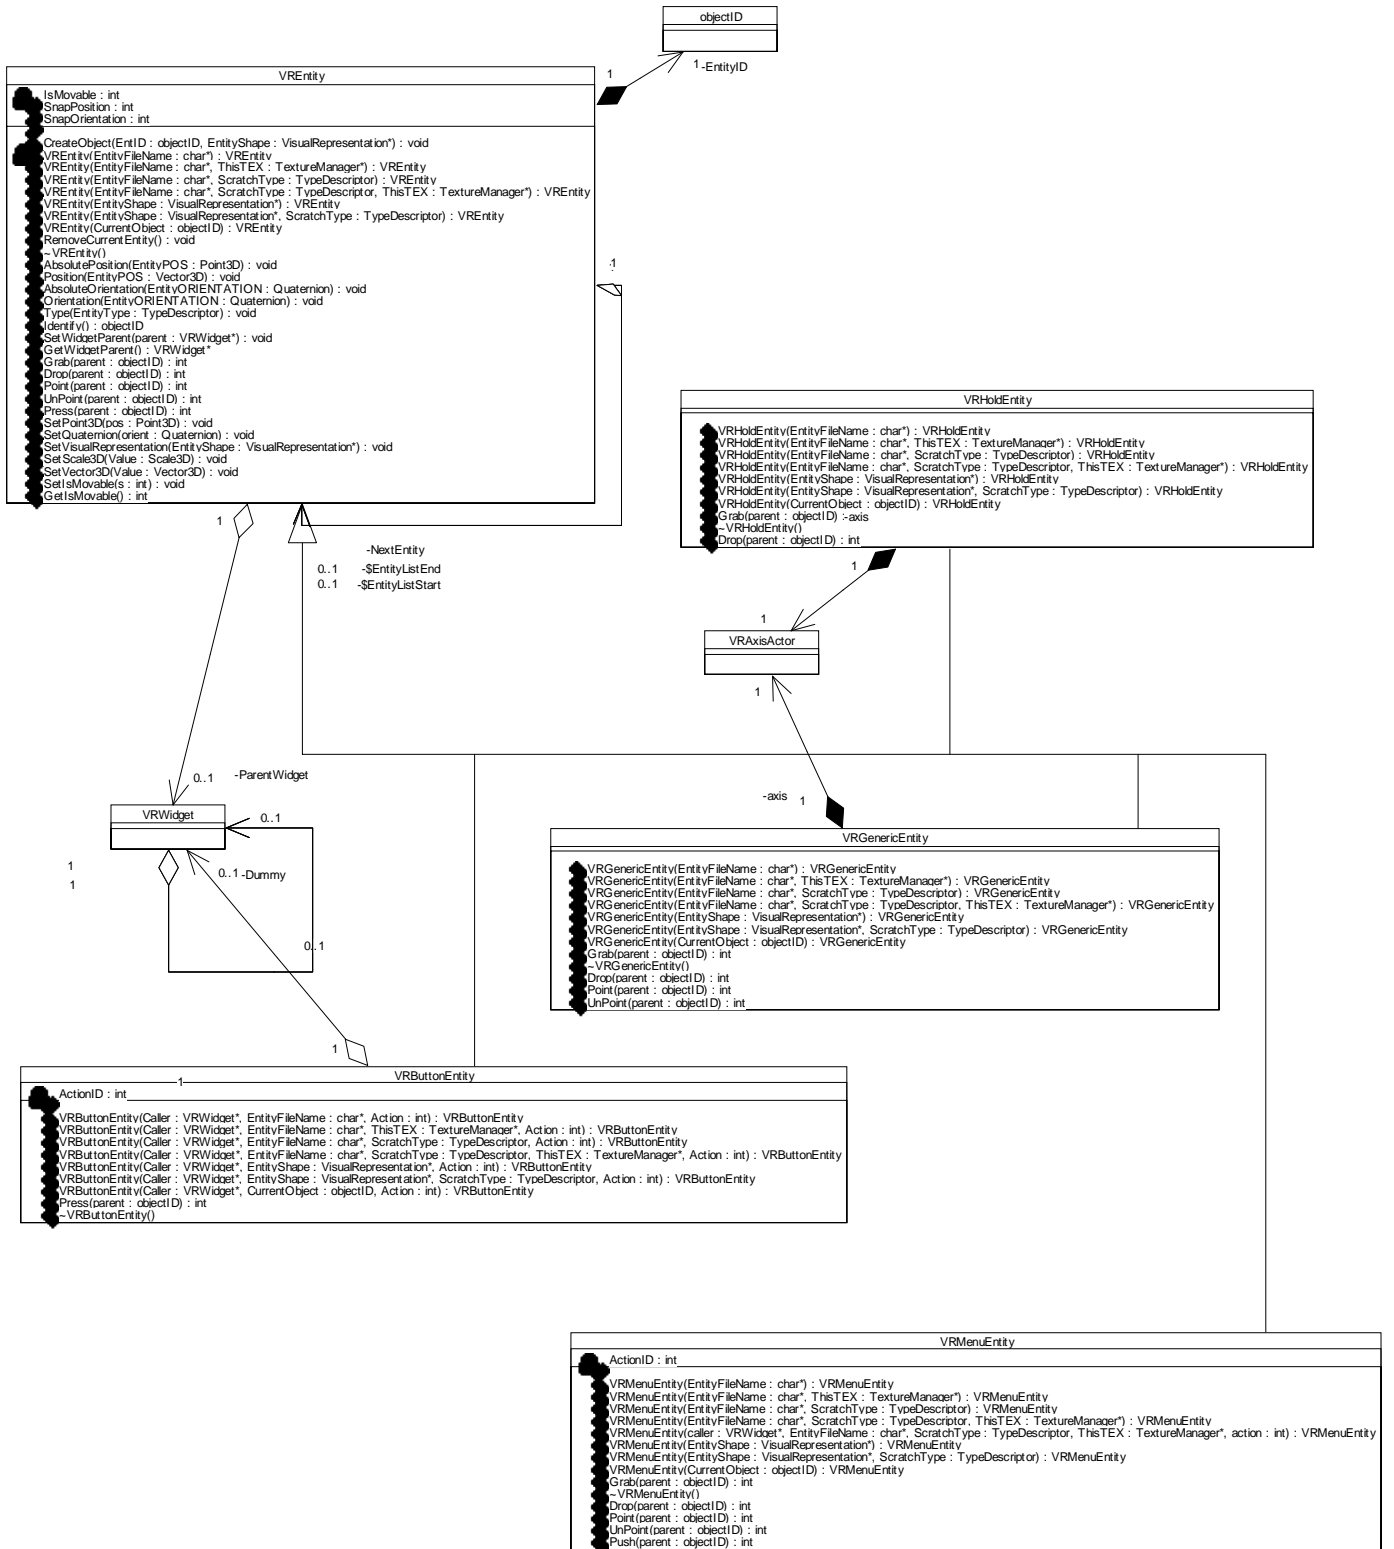 objectID
1
1 -EntityID
VREntity
IsMovable : int
SnapPosition : int
SnapOrientation : int
CreateObject(EntID : objectID, EntityShape : VisualRepresentation*) : void
VREntity(EntityFileName : char*) : VREntity
VREntity(EntityFileName : char*, ThisTEX : TextureManager*) : VREntity
VREntity(EntityFileName : char*, ScratchType : TypeDescriptor) : VREntity
VREntity(EntityFileName : char*, ScratchType : TypeDescriptor, ThisTEX : TextureManager*) : VREntity
VREntity(EntityShape : VisualRepresentation*) : VREntity
VREntity(EntityShape : VisualRepresentation*, ScratchType : TypeDescriptor) : VREntity
VREntity(CurrentObject : objectID) : VREntity
RemoveCurrentEntity() : void
~VREntity()
AbsolutePosition(EntityPOS : Point3D) : void
Position(EntityPOS : Vector3D) : void
AbsoluteOrientation(EntityORIENTATION : Quaternion) : void
Orientation(EntityORIENTATION : Quaternion) : void
Type(EntityType : TypeDescriptor) : void
Identify() : objectID
SetWidgetParent(parent : VRWidget*) : void
GetWidgetParent() : VRWidget*
Grab(parent : objectID) : int
Drop(parent : objectID) : int
Point(parent : objectID) : int
UnPoint(parent : objectID) : int
Press(parent : objectID) : int
SetPoint3D(pos : Point3D) : void
SetQuaternion(orient : Quaternion) : void
SetVisualRepresentation(EntityShape : VisualRepresentation*) : void
SetScale3D(Value : Scale3D) : void
SetVector3D(Value : Vector3D) : void
SetIsMovable(s : int) : void
GetIsMovable() : int
1
1
-NextEntity
0..1 -$EntityListEnd
0..1 -$EntityListStart
VRHoldEntity
VRHoldEntity(EntityFileName : char*) : VRHoldEntity
VRHoldEntity(EntityFileName : char*, ThisTEX : TextureManager*) : VRHoldEntity
VRHoldEntity(EntityFileName : char*, ScratchType : TypeDescriptor) : VRHoldEntity
VRHoldEntity(EntityFileName : char*, ScratchType : TypeDescriptor, ThisTEX : TextureManager*) : VRHoldEntity
VRHoldEntity(EntityShape : VisualRepresentation*) : VRHoldEntity
VRHoldEntity(EntityShape : VisualRepresentation*, ScratchType : TypeDescriptor) : VRHoldEntity
VRHoldEntity(CurrentObject : objectID) : VRHoldEntity
Grab(parent : objectID) : -axis
~VRHoldEntity()
Drop(parent : objectID) : int
1
1
VRAxisActor
1
-axis 1
0..1 -ParentWidget
VRWidget
0..1
1
1
0..1 -Dummy
0..1
1
VRGenericEntity
VRGenericEntity(EntityFileName : char*) : VRGenericEntity
VRGenericEntity(EntityFileName : char*, ThisTEX : TextureManager*) : VRGenericEntity
VRGenericEntity(EntityFileName : char*, ScratchType : TypeDescriptor) : VRGenericEntity
VRGenericEntity(EntityFileName : char*, ScratchType : TypeDescriptor, ThisTEX : TextureManager*) : VRGenericEntity
VRGenericEntity(EntityShape : VisualRepresentation*) : VRGenericEntity
VRGenericEntity(EntityShape : VisualRepresentation*, ScratchType : TypeDescriptor) : VRGenericEntity
VRGenericEntity(CurrentObject : objectID) : VRGenericEntity
Grab(parent : objectID) : int
~VRGenericEntity()
Drop(parent : objectID) : int
Point(parent : objectID) : int
UnPoint(parent : objectID) : int
VRButtonEntity
1
ActionID : int
VRButtonEntity(Caller : VRWidget*, EntityFileName : char*, Action : int) : VRButtonEntity
VRButtonEntity(Caller : VRWidget*, EntityFileName : char*, ThisTEX : TextureManager*, Action : int) : VRButtonEntity
VRButtonEntity(Caller : VRWidget*, EntityFileName : char*, ScratchType : TypeDescriptor, Action : int) : VRButtonEntity
VRButtonEntity(Caller : VRWidget*, EntityFileName : char*, ScratchType : TypeDescriptor, ThisTEX : TextureManager*, Action : int) : VRButtonEntity
VRButtonEntity(Caller : VRWidget*, EntityShape : VisualRepresentation*, Action : int) : VRButtonEntity
VRButtonEntity(Caller : VRWidget*, EntityShape : VisualRepresentation*, ScratchType : TypeDescriptor, Action : int) : VRButtonEntity
VRButtonEntity(Caller : VRWidget*, CurrentObject : objectID, Action : int) : VRButtonEntity
Press(parent : objectID) : int
~VRButtonEntity()
VRMenuEntity
ActionID : int
VRMenuEntity(EntityFileName : char*) : VRMenuEntity
VRMenuEntity(EntityFileName : char*, ThisTEX : TextureManager*) : VRMenuEntity
VRMenuEntity(EntityFileName : char*, ScratchType : TypeDescriptor) : VRMenuEntity
VRMenuEntity(EntityFileName : char*, ScratchType : TypeDescriptor, ThisTEX : TextureManager*) : VRMenuEntity
VRMenuEntity(caller : VRWidget*, EntityFileName : char*, ScratchType : TypeDescriptor, ThisTEX : TextureManager*, action : int) : VRMenuEntity
VRMenuEntity(EntityShape : VisualRepresentation*) : VRMenuEntity
VRMenuEntity(EntityShape : VisualRepresentation*, ScratchType : TypeDescriptor) : VRMenuEntity
VRMenuEntity(CurrentObject : objectID) : VRMenuEntity
Grab(parent : objectID) : int
~VRMenuEntity()
Drop(parent : objectID) : int
Point(parent : objectID) : int
UnPoint(parent : objectID) : int
Push(parent : objectID) : int